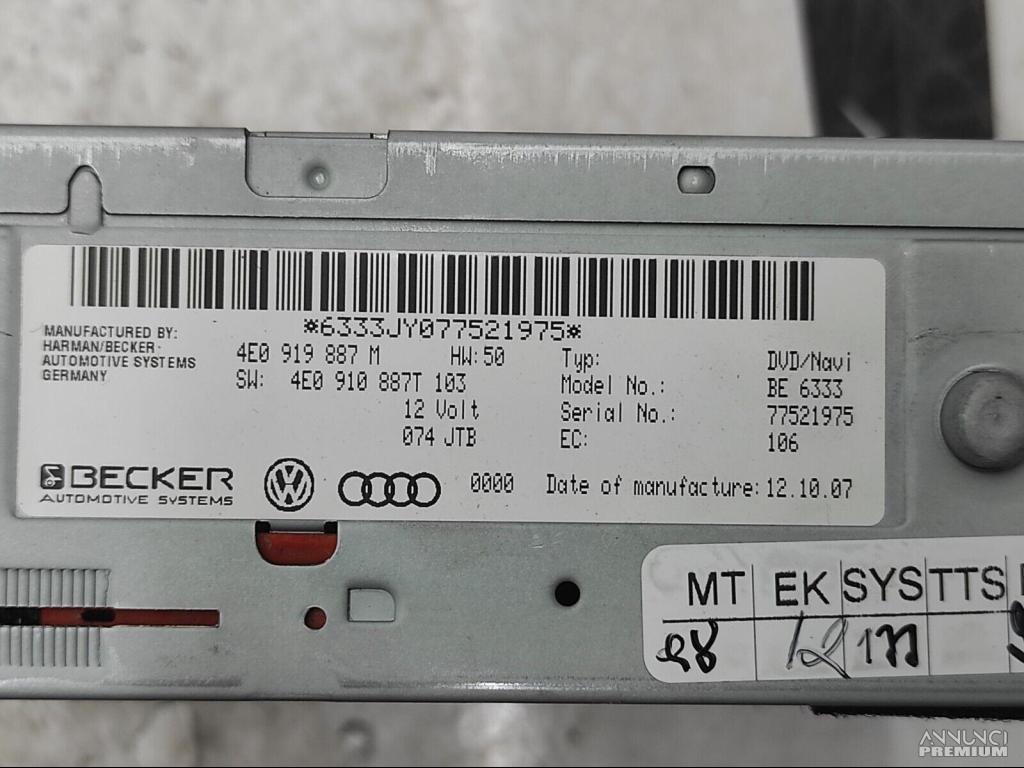 *6333JY077521975*
MANUFACTURED BY:
HARMAN/BECKER-
AUTOMOTIVE SYSTEMS
GERMANY
4E0 919 887 M HW:50
SW: 4E0 910 887T 103
12 Volt
074 JTB
Typ: DVD/Navi
Model No.: BE 6333
Serial No.: 77521975
EC: 106
BECKER
AUTOMOTIVE SYSTEMS
0000 Date of manufacture: 12.10.07
MT EK SYS TTS
98 12
ANNUNCI
PREMIUM